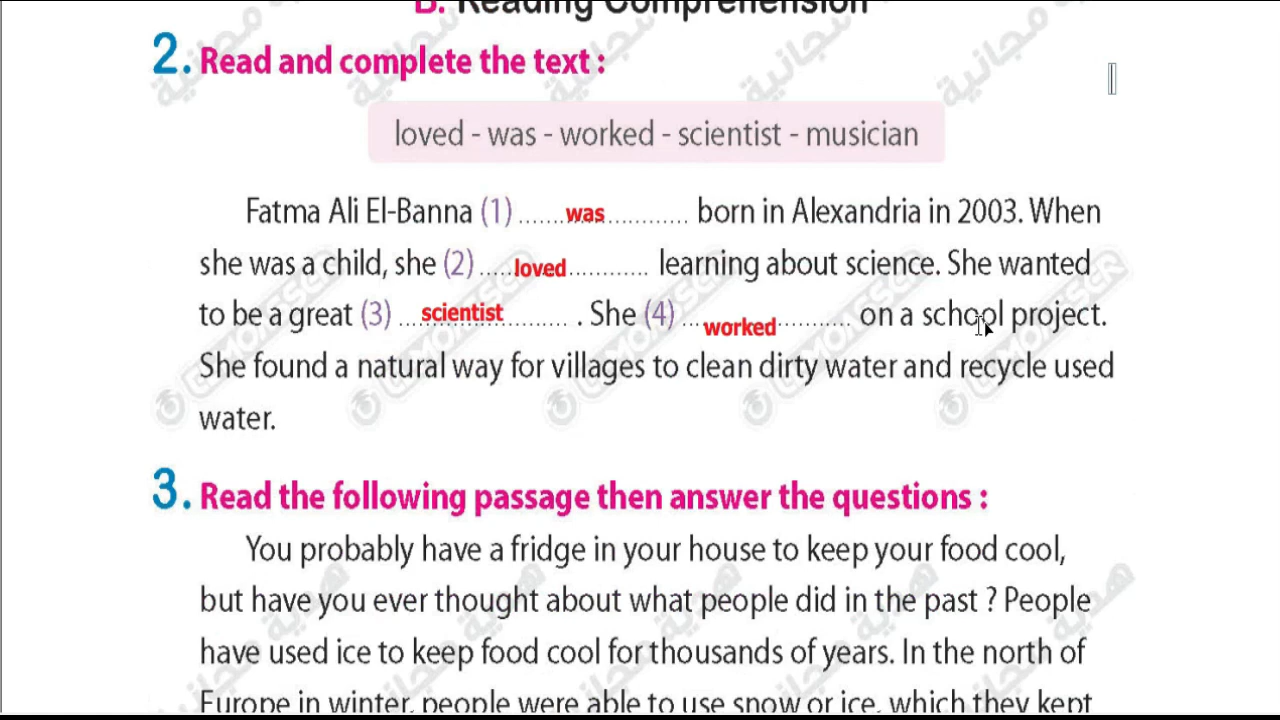 B. Reading Comprehension
2. Read and complete the text :
loved - was - worked - scientist - musician
Fatma Ali El-Banna (1) .......was............ born in Alexandria in 2003. When
she was a child, she (2) .....loved............ learning about science. She wanted
to be a great (3) ...scientist.......... . She (4) ...worked........... on a school project.
She found a natural way for villages to clean dirty water and recycle used
water.
3. Read the following passage then answer the questions :
You probably have a fridge in your house to keep your food cool,
but have you ever thought about what people did in the past ? People
have used ice to keep food cool for thousands of years. In the north of
Europe in winter, people were able to use snow or ice, which they kept
هدية مجانية